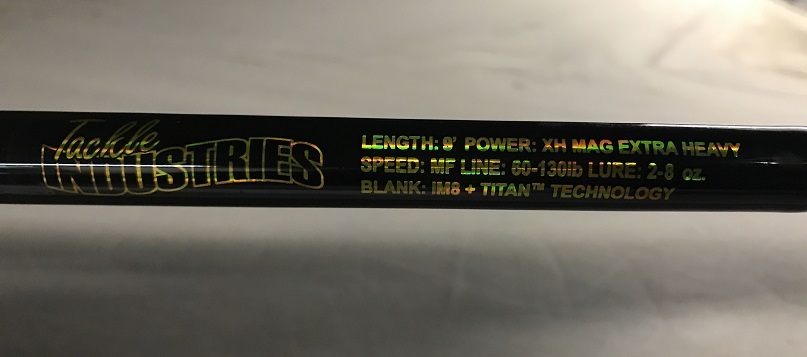 Tackle
INDUSTRIES
LENGTH: 9' POWER: XH MAG EXTRA HEAVY
SPEED: MF LINE: 60-130lb LURE: 2-8 oz.
BLANK: IM8 + TITAN™ TECHNOLOGY